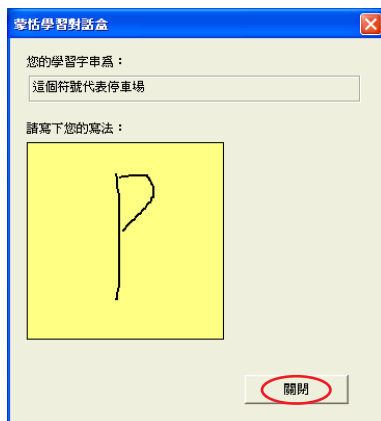 蒙恬學習對話盒
您的學習字串為：
這個符號代表停車場
請寫下您的寫法：
P
關閉